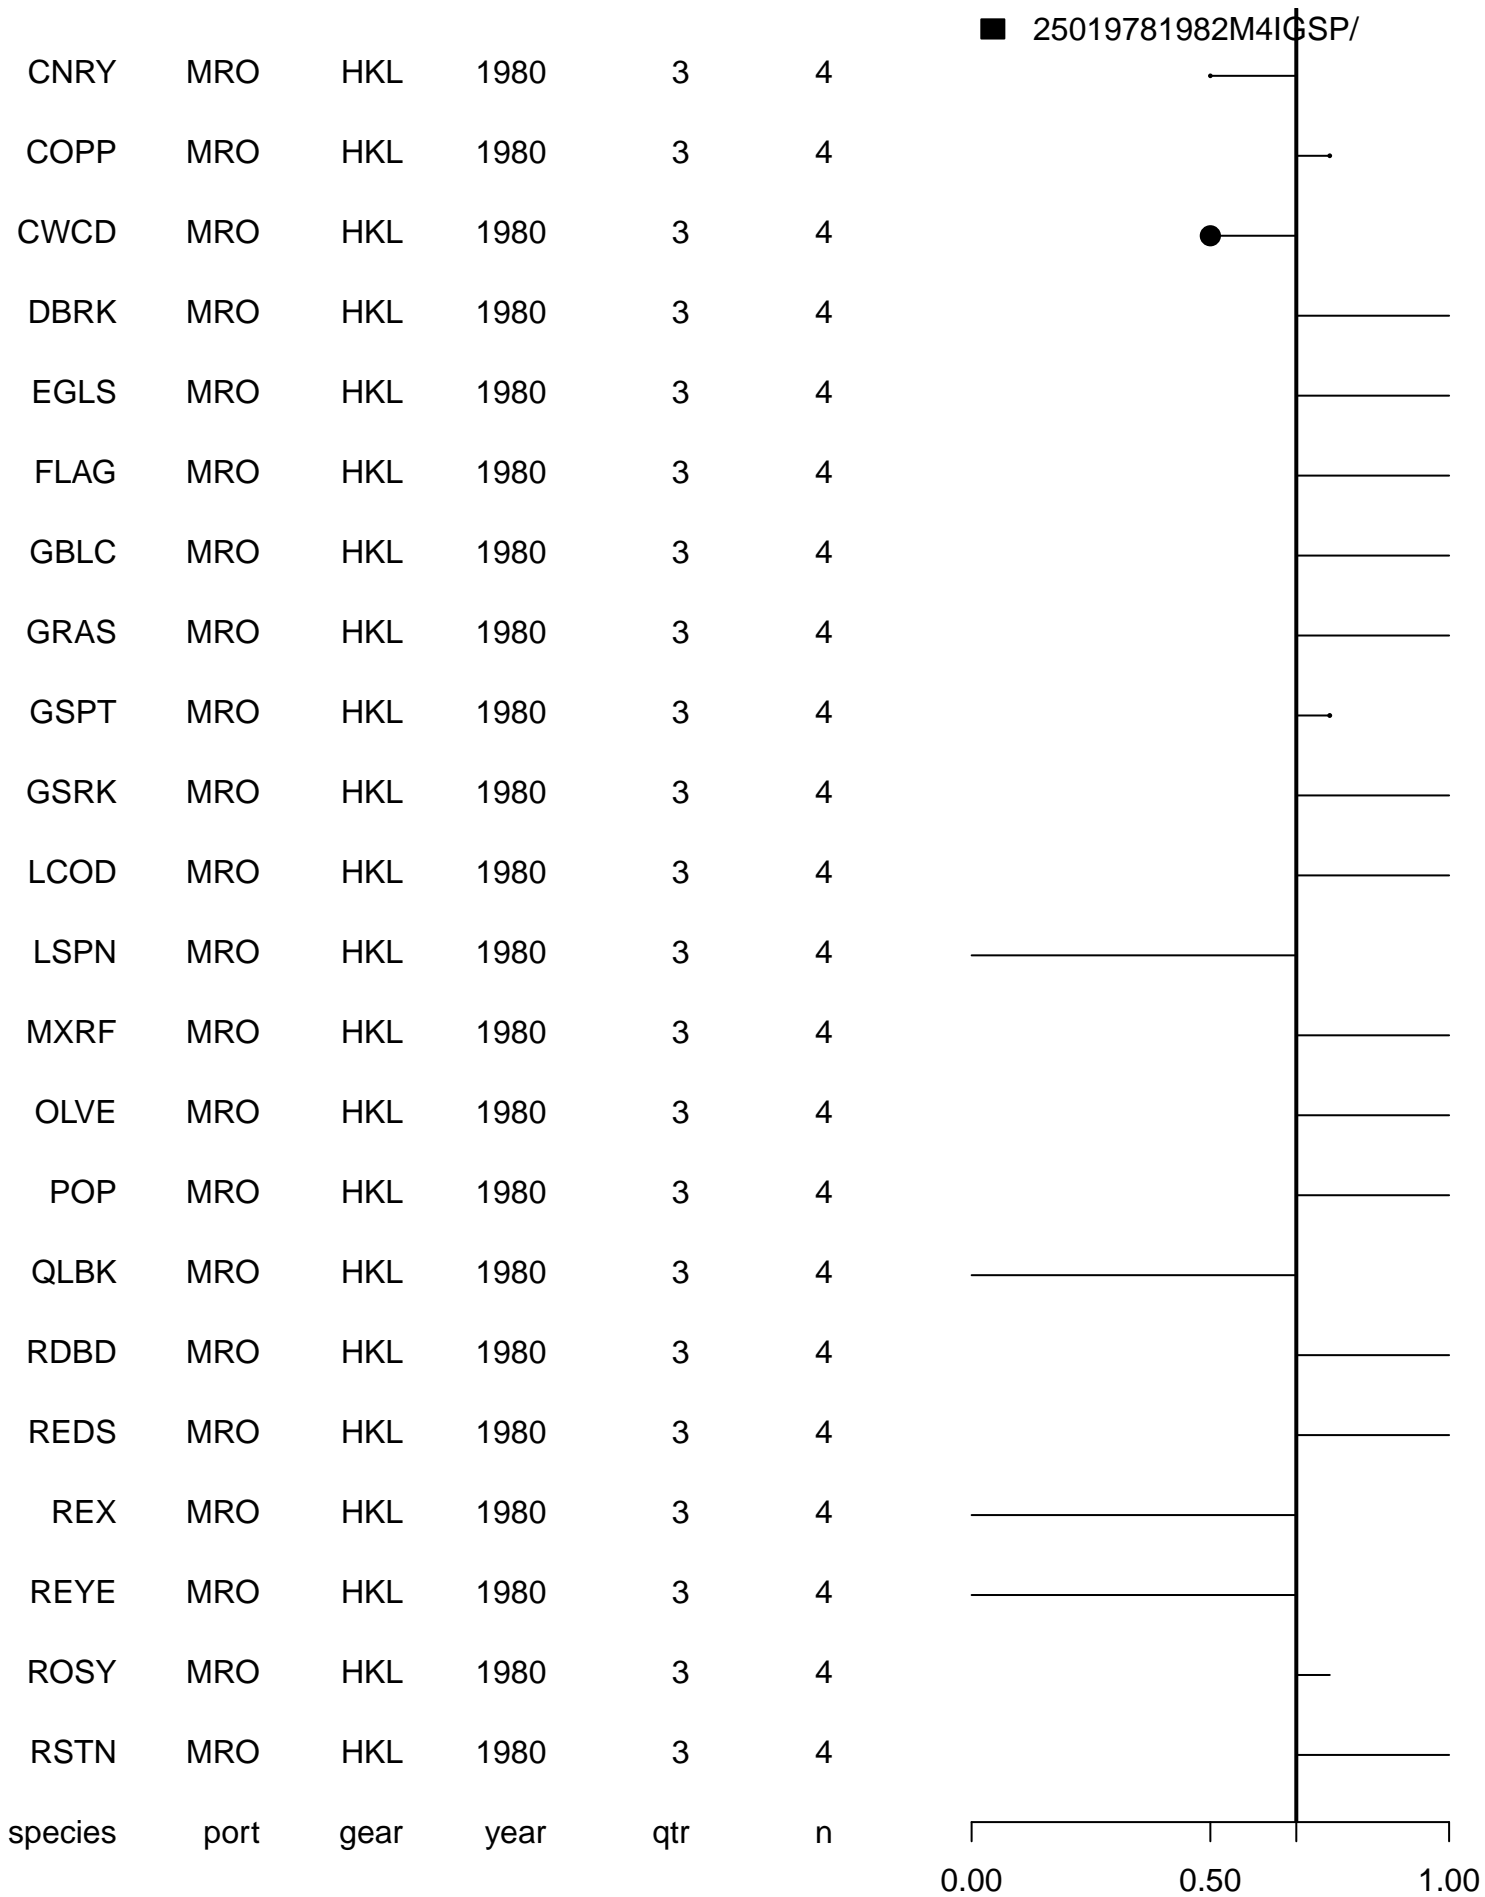 25019781982M4IGSP/
CNRY MRO HKL 1980 3 4
COPP MRO HKL 1980 3 4
CWCD MRO HKL 1980 3 4
DBRK MRO HKL 1980 3 4
EGLS MRO HKL 1980 3 4
FLAG MRO HKL 1980 3 4
GBLC MRO HKL 1980 3 4
GRAS MRO HKL 1980 3 4
GSPT MRO HKL 1980 3 4
GSRK MRO HKL 1980 3 4
LCOD MRO HKL 1980 3 4
LSPN MRO HKL 1980 3 4
MXRF MRO HKL 1980 3 4
OLVE MRO HKL 1980 3 4
POP MRO HKL 1980 3 4
QLBK MRO HKL 1980 3 4
RDBD MRO HKL 1980 3 4
REDS MRO HKL 1980 3 4
REX MRO HKL 1980 3 4
REYE MRO HKL 1980 3 4
ROSY MRO HKL 1980 3 4
RSTN MRO HKL 1980 3 4
species port gear year qtr n
0.00 0.50 1.00